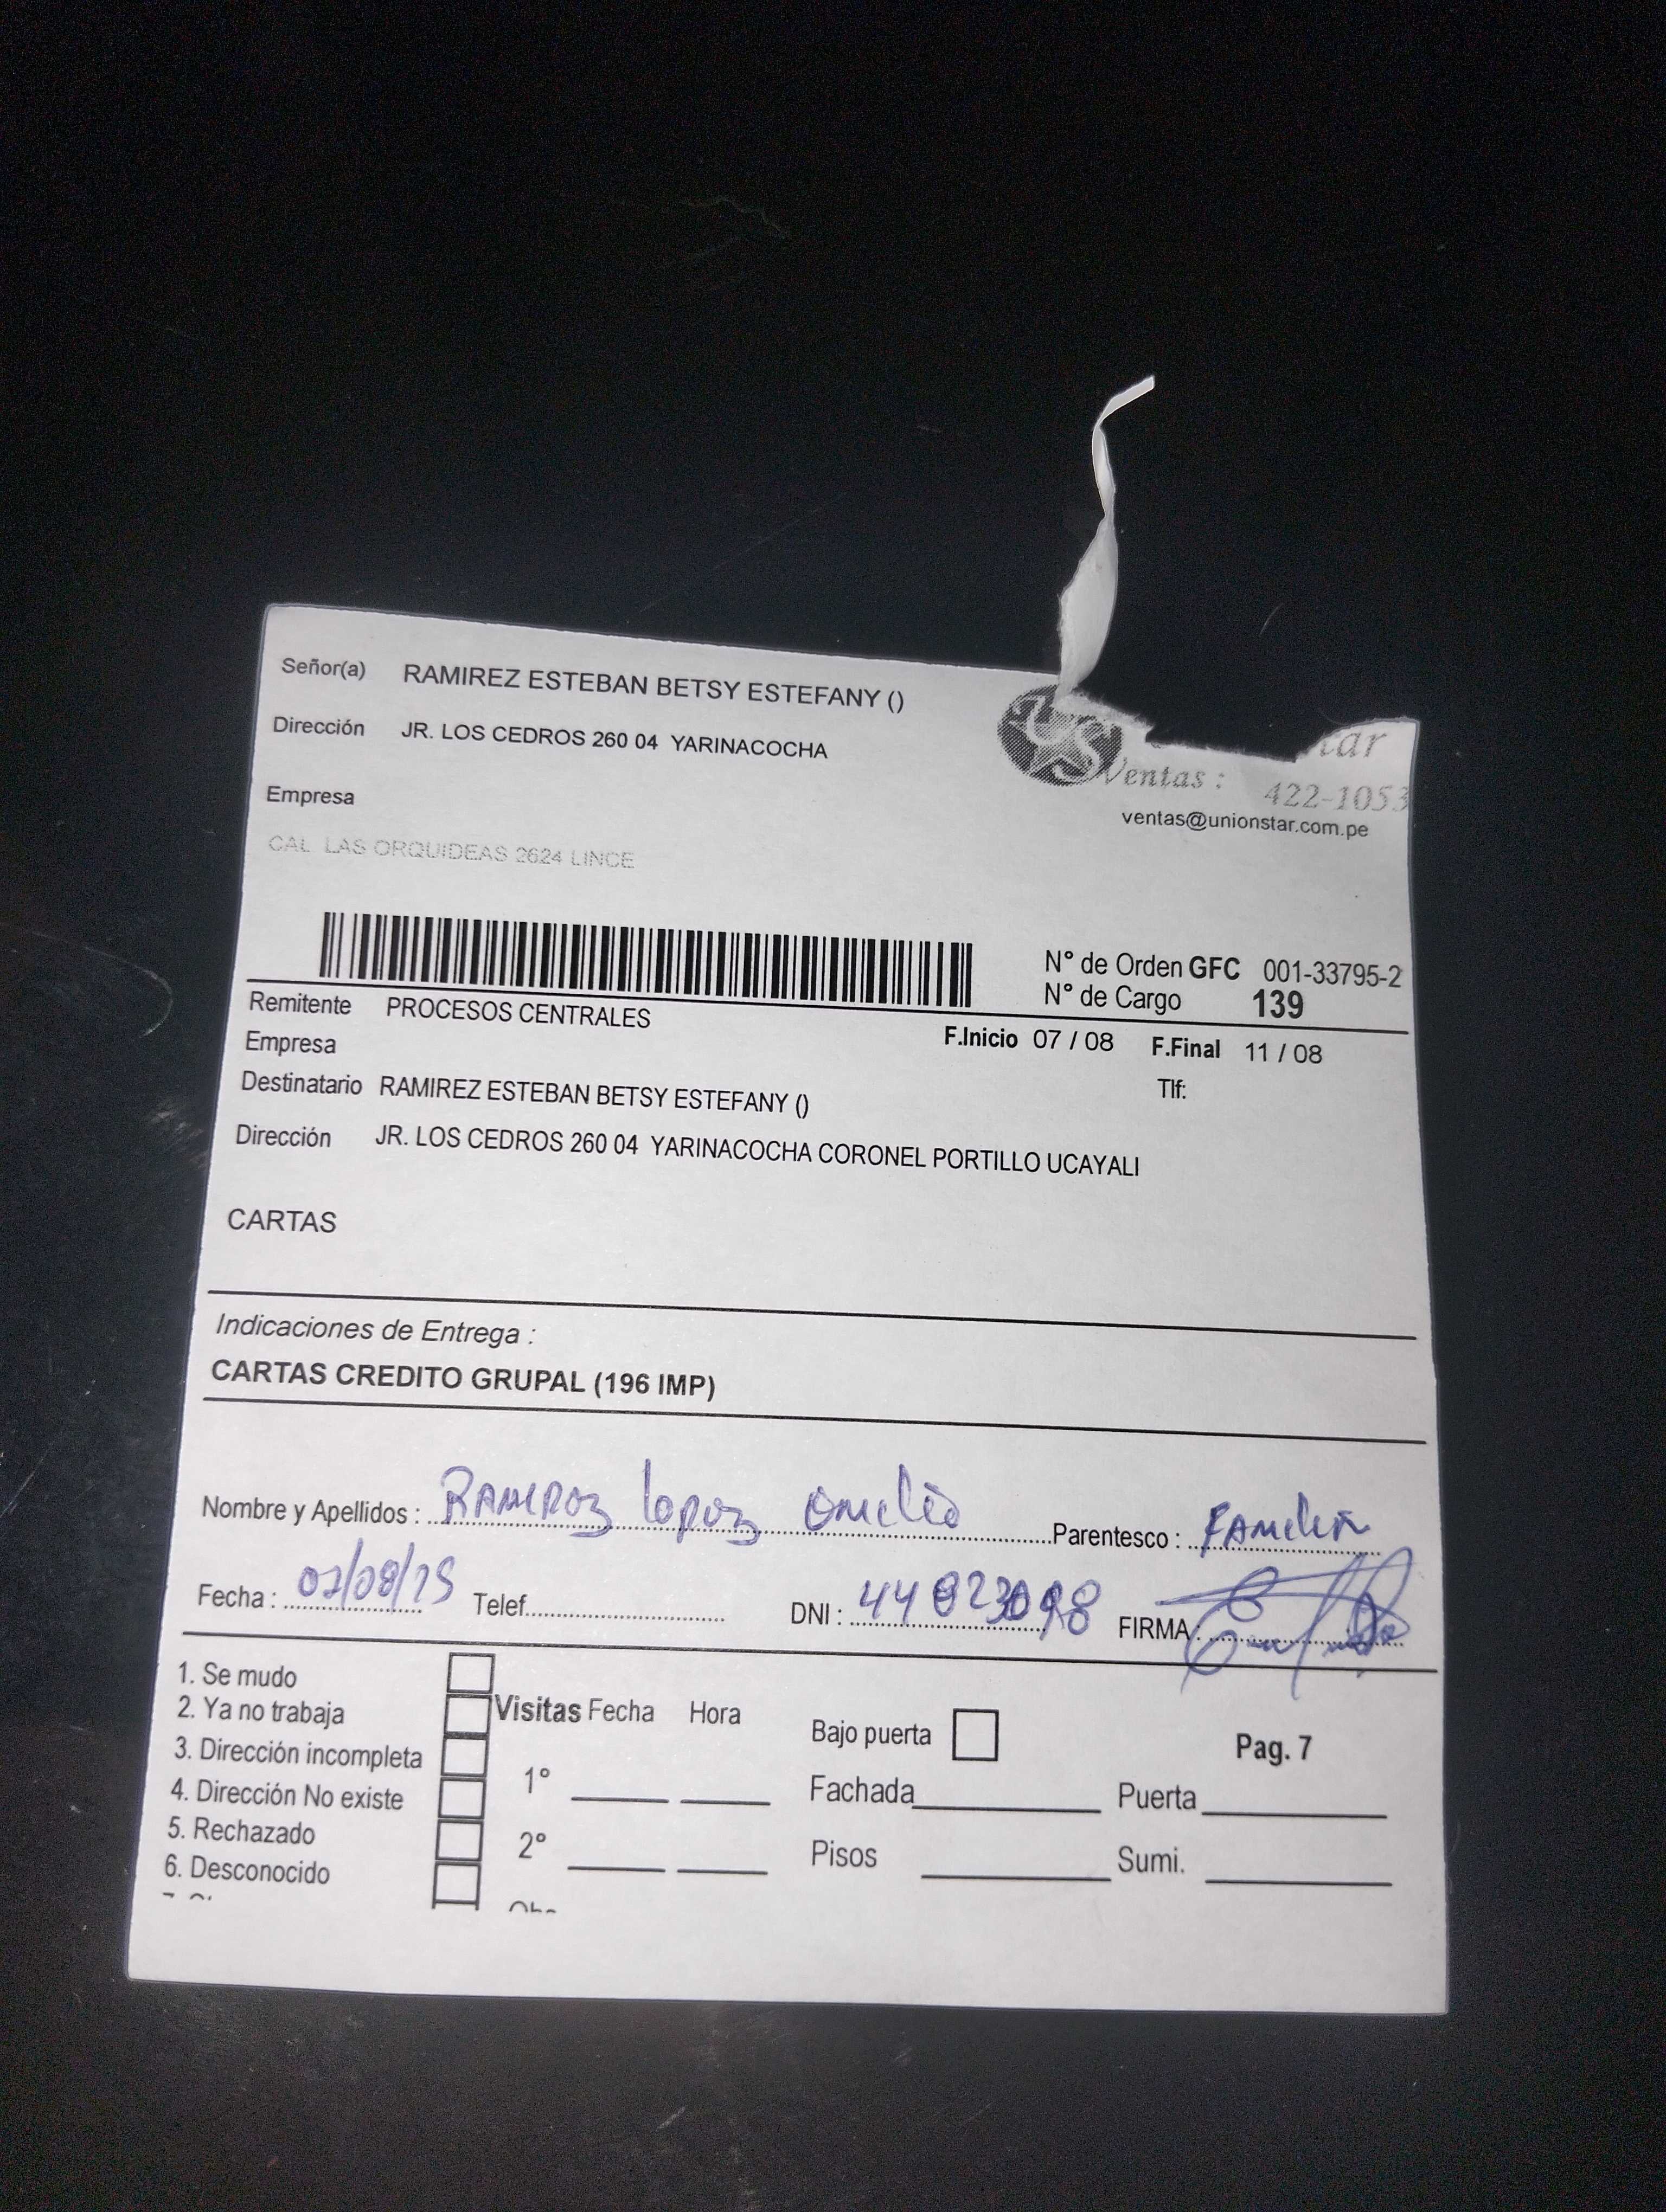 Señor(a) RAMIREZ ESTEBAN BETSY ESTEFANY ()
Dirección JR. LOS CEDROS 260 04 YARINACOCHA
Empresa
CAL LAS ORQUIDEAS 2624 LINCE
tar
Ventas : 422-1053
ventas@unionstar.com.pe
N° de Orden GFC 001-33795-2
N° de Cargo 139
Remitente PROCESOS CENTRALES
F.Inicio 07 / 08 F.Final 11 / 08
Empresa
Destinatario RAMIREZ ESTEBAN BETSY ESTEFANY ()
Tlf:
Dirección JR. LOS CEDROS 260 04 YARINACOCHA CORONEL PORTILLO UCAYALI
CARTAS
Indicaciones de Entrega :
CARTAS CREDITO GRUPAL (196 IMP)
Nombre y Apellidos : Lopez Parentesco :
Fecha : Telef. DNI : FIRMA :
1. Se mudo
2. Ya no trabaja
3. Dirección incompleta
4. Dirección No existe
5. Rechazado
6. Desconocido
Visitas Fecha Hora
1°
2°
Bajo puerta
Pag. 7
Fachada Puerta
Pisos Sumi.